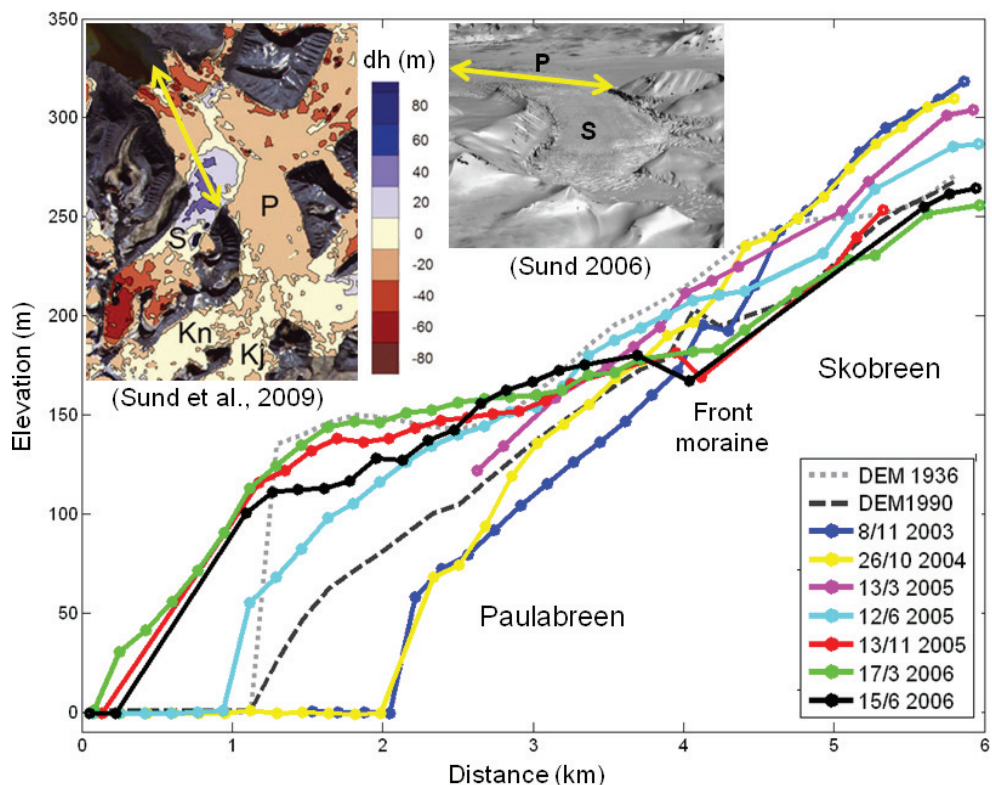 350
300
250
200
150
100
50
0
Elevation (m)
0 1 2 3 4 5 6
Distance (km)
dh (m)
80
60
40
20
0
-20
-40
-60
-80
P
S
Kn
Kj
(Sund et al., 2009)
P
S
(Sund 2006)
Skobreen
Front
moraine
Paulabreen
DEM 1936
DEM1990
8/11 2003
26/10 2004
13/3 2005
12/6 2005
13/11 2005
17/3 2006
15/6 2006